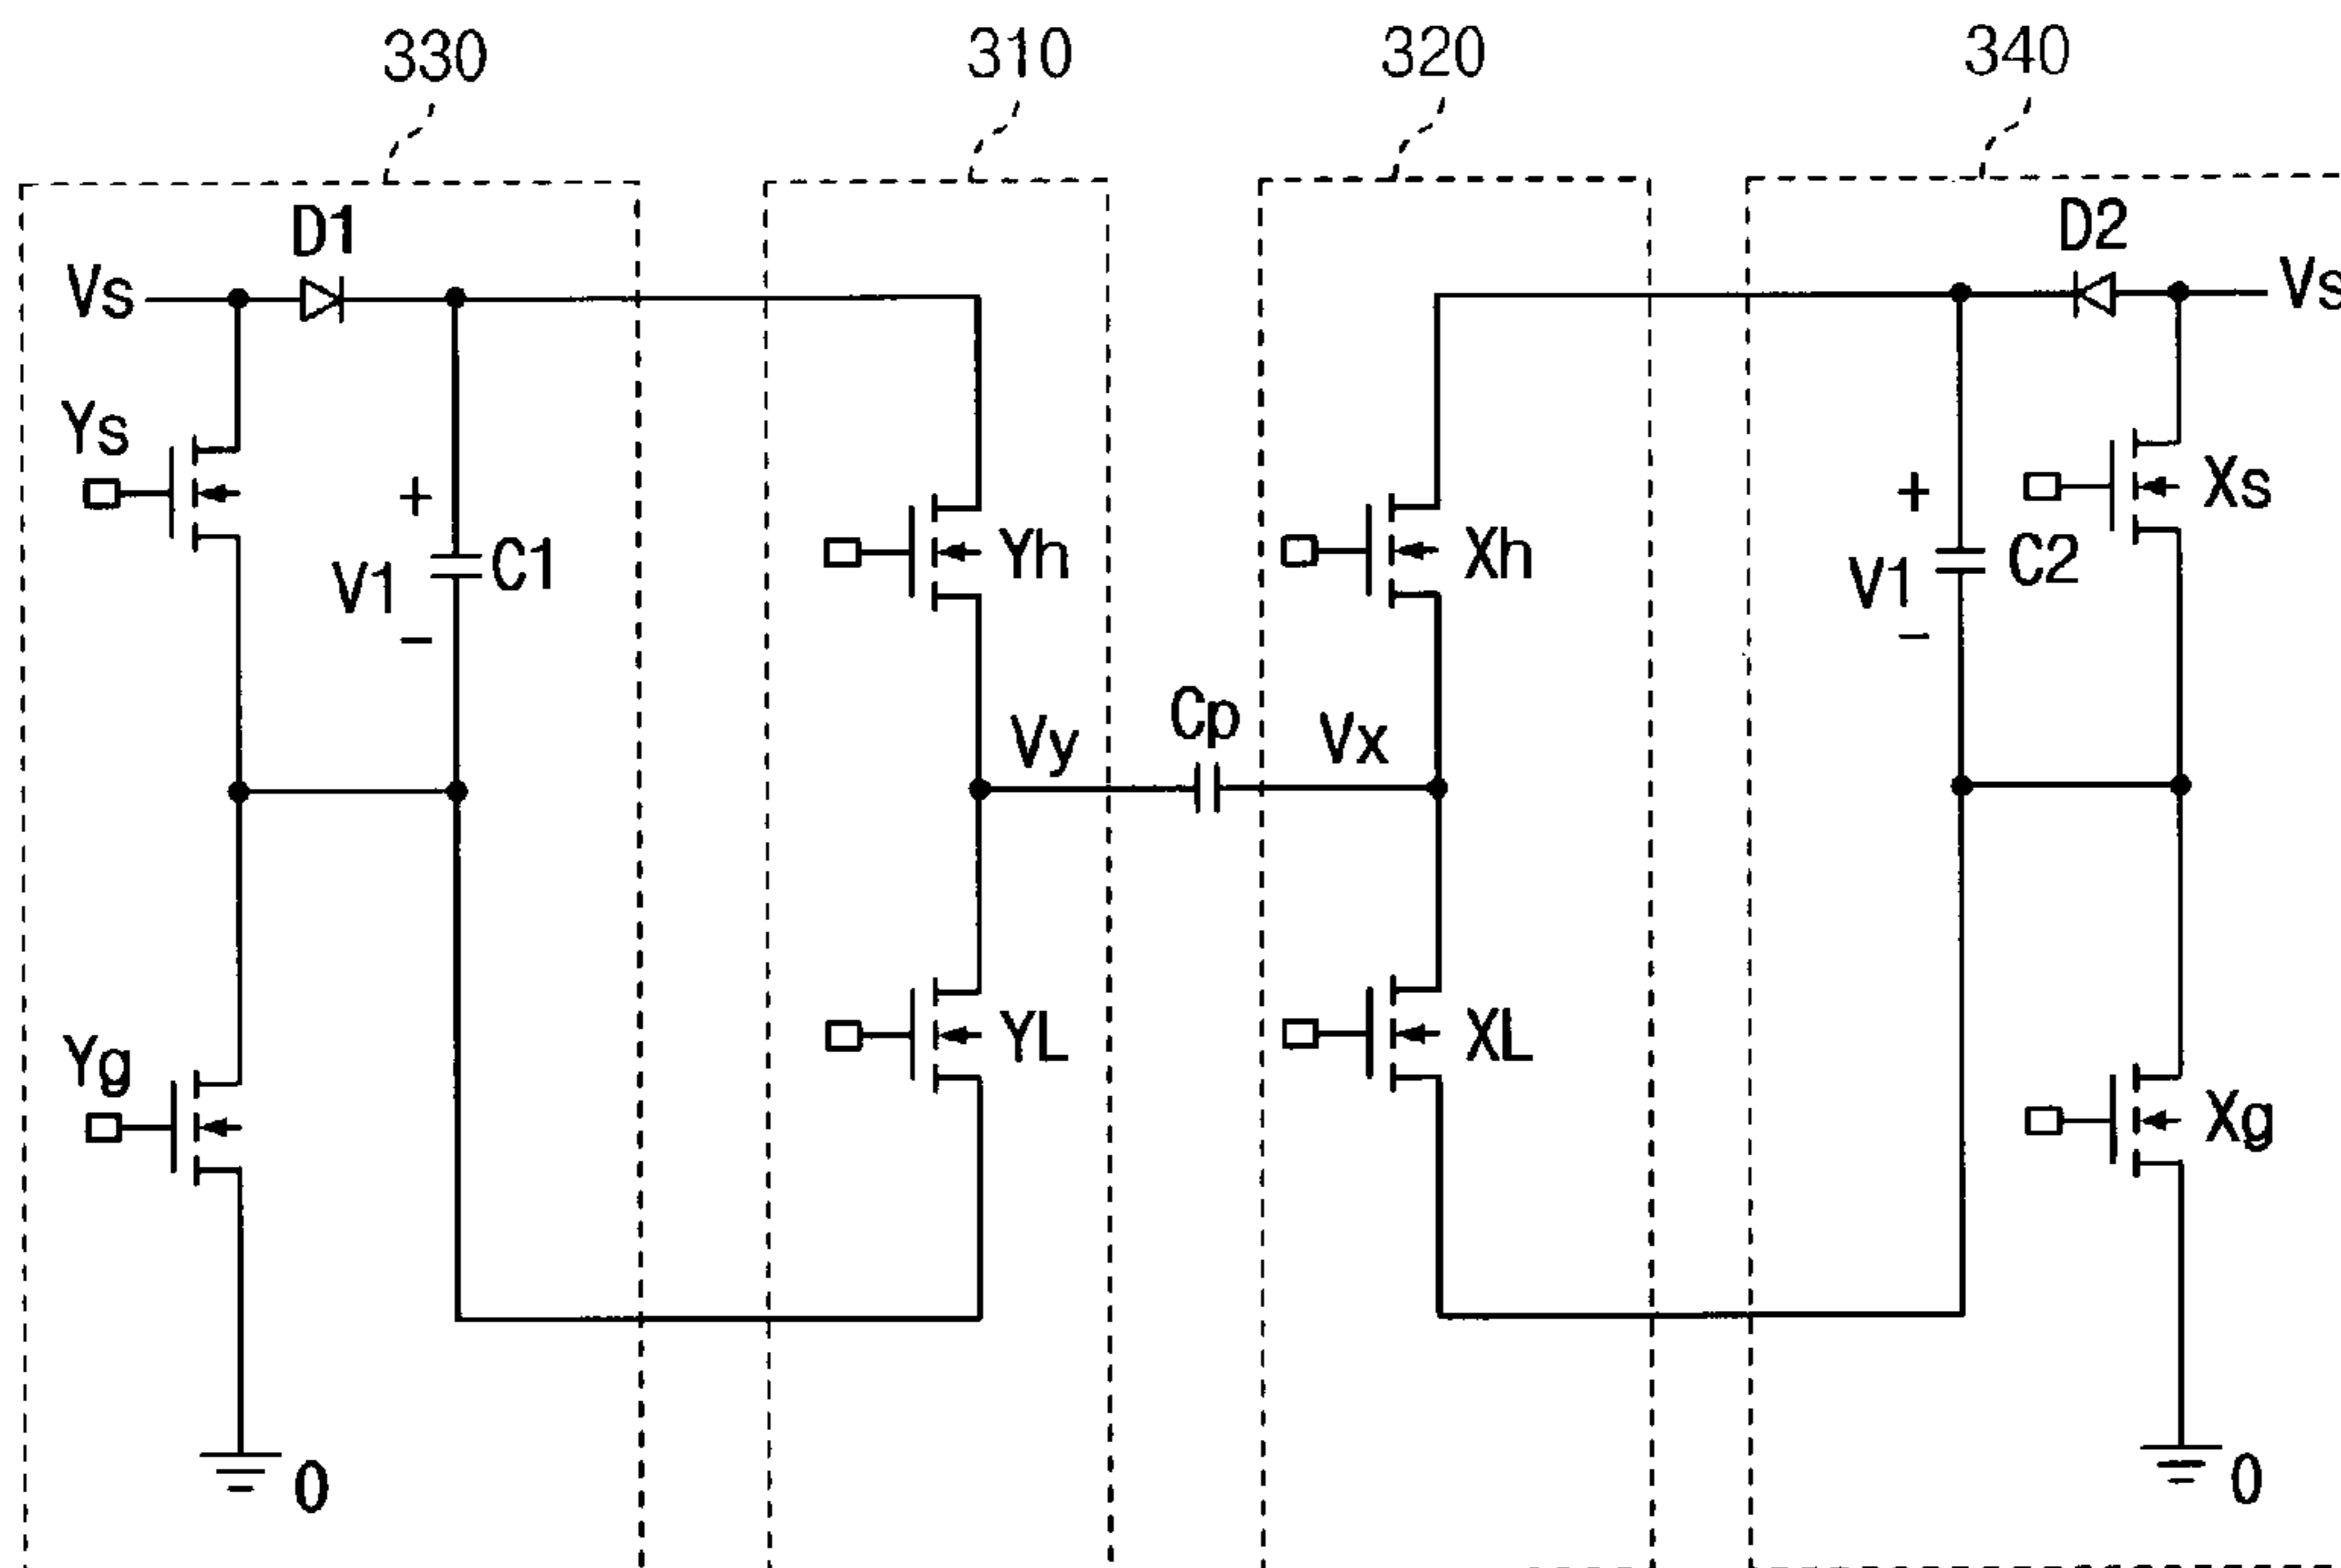 330
310
320
340
D1
D2
Vs
Vs
Ys
Xs
+
+
Yh
Xh
V1
C1
V1
C2
−
−
Vy
Cp
Vx
Yg
YL
XL
Xg
0
0